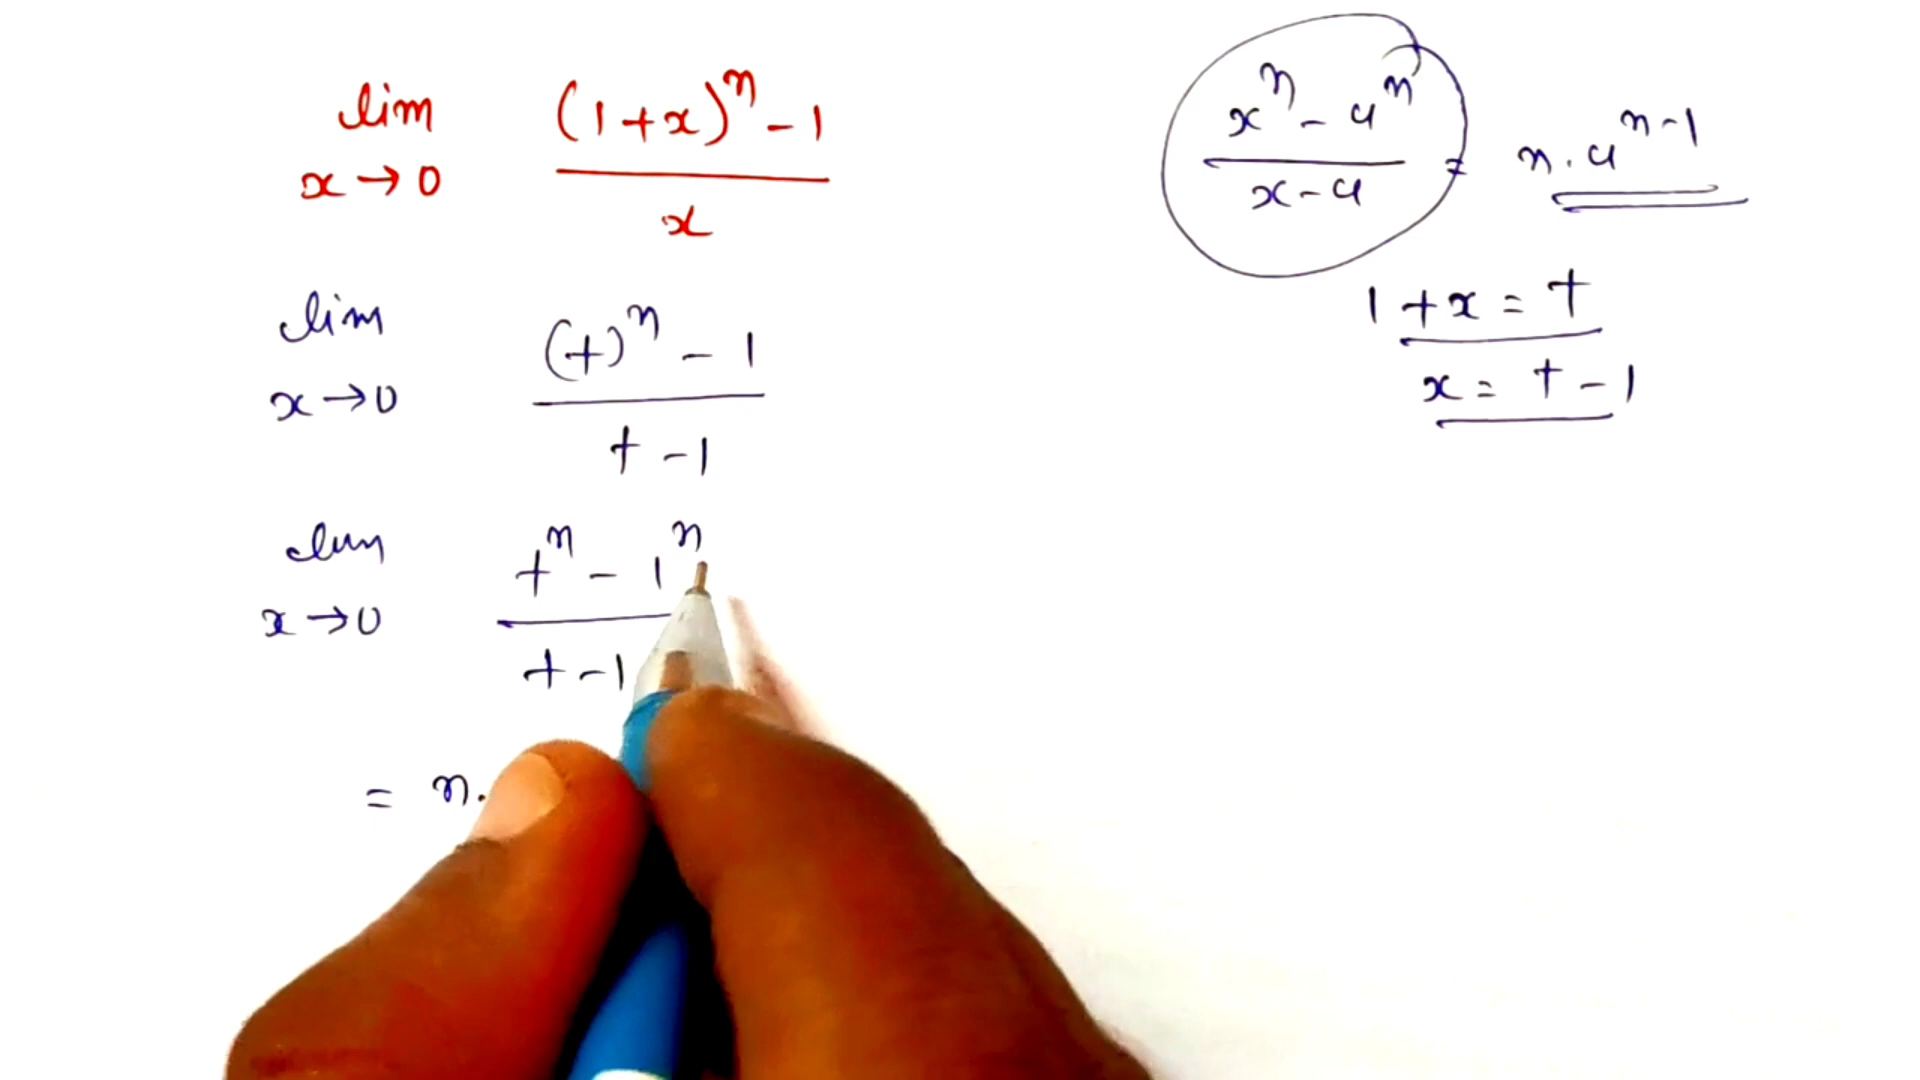 lim x→0 (1+x)^n - 1 / x
x^n - a^n / x - a = n . a^n-1
1 + x = t
x = t - 1
lim x→0 (t)^n - 1 / t - 1
lim x→0 t^n - 1^n / t - 1
= n.